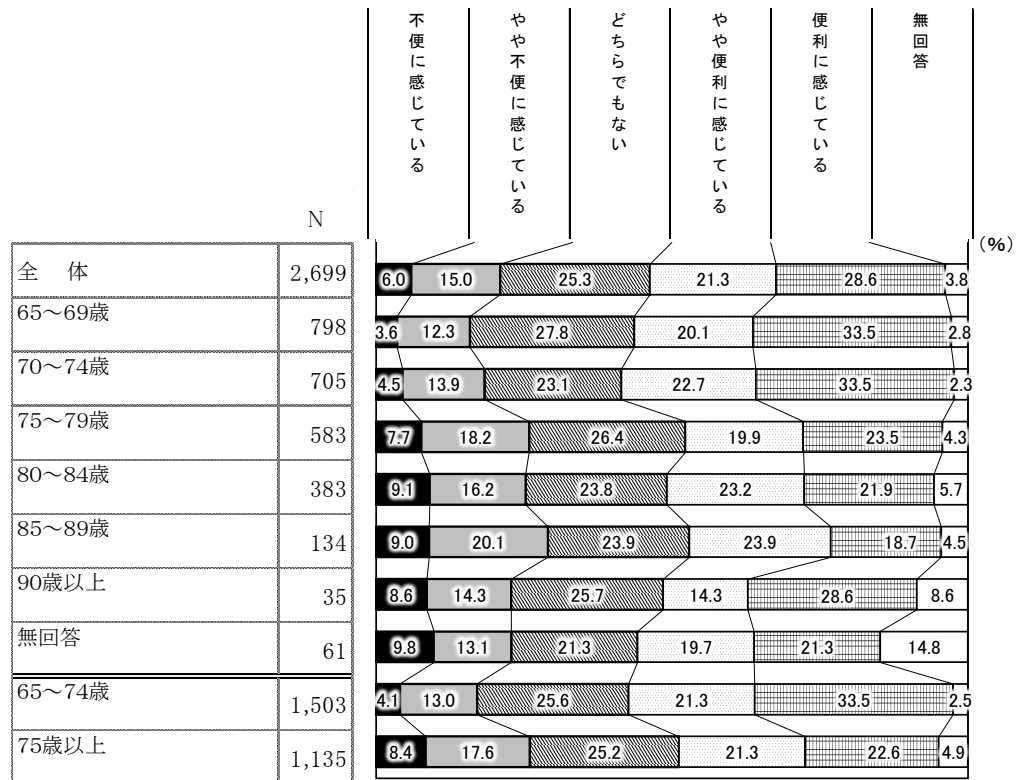 不便に感じている
やや不便に感じている
どちらでもない
やや便利に感じている
便利に感じている
無回答
N
(%)
全 体 2,699 6.0 15.0 25.3 21.3 28.6 3.8
65～69歳 798 3.6 12.3 27.8 20.1 33.5 2.8
70～74歳 705 4.5 13.9 23.1 22.7 33.5 2.3
75～79歳 583 7.7 18.2 26.4 19.9 23.5 4.3
80～84歳 383 9.1 16.2 23.8 23.2 21.9 5.7
85～89歳 134 9.0 20.1 23.9 23.9 18.7 4.5
90歳以上 35 8.6 14.3 25.7 14.3 28.6 8.6
無回答 61 9.8 13.1 21.3 19.7 21.3 14.8
65～74歳 1,503 4.1 13.0 25.6 21.3 33.5 2.5
75歳以上 1,135 8.4 17.6 25.2 21.3 22.6 4.9